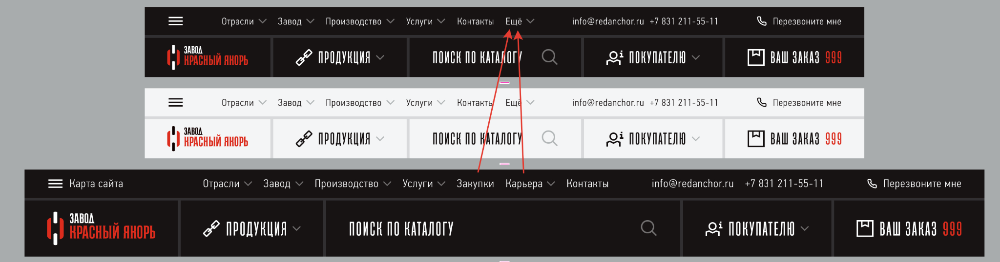 Отрасли Завод Производство Услуги Контакты Ещё info@redanchor.ru +7 831 211-55-11 Перезвоните мне
ЗАВОД
КРАСНЫЙ ЯКОРЬ
ПРОДУКЦИЯ
ПОИСК ПО КАТАЛОГУ
ПОКУПАТЕЛЮ
ВАШ ЗАКАЗ 999
Отрасли Завод Производство Услуги Контакты Ещё info@redanchor.ru +7 831 211-55-11 Перезвоните мне
ЗАВОД
КРАСНЫЙ ЯКОРЬ
ПРОДУКЦИЯ
ПОИСК ПО КАТАЛОГУ
ПОКУПАТЕЛЮ
ВАШ ЗАКАЗ 999
Карта сайта Отрасли Завод Производство Услуги Закупки Карьера Контакты info@redanchor.ru +7 831 211-55-11 Перезвоните мне
ЗАВОД
КРАСНЫЙ ЯКОРЬ
ПРОДУКЦИЯ
ПОИСК ПО КАТАЛОГУ
ПОКУПАТЕЛЮ
ВАШ ЗАКАЗ 999